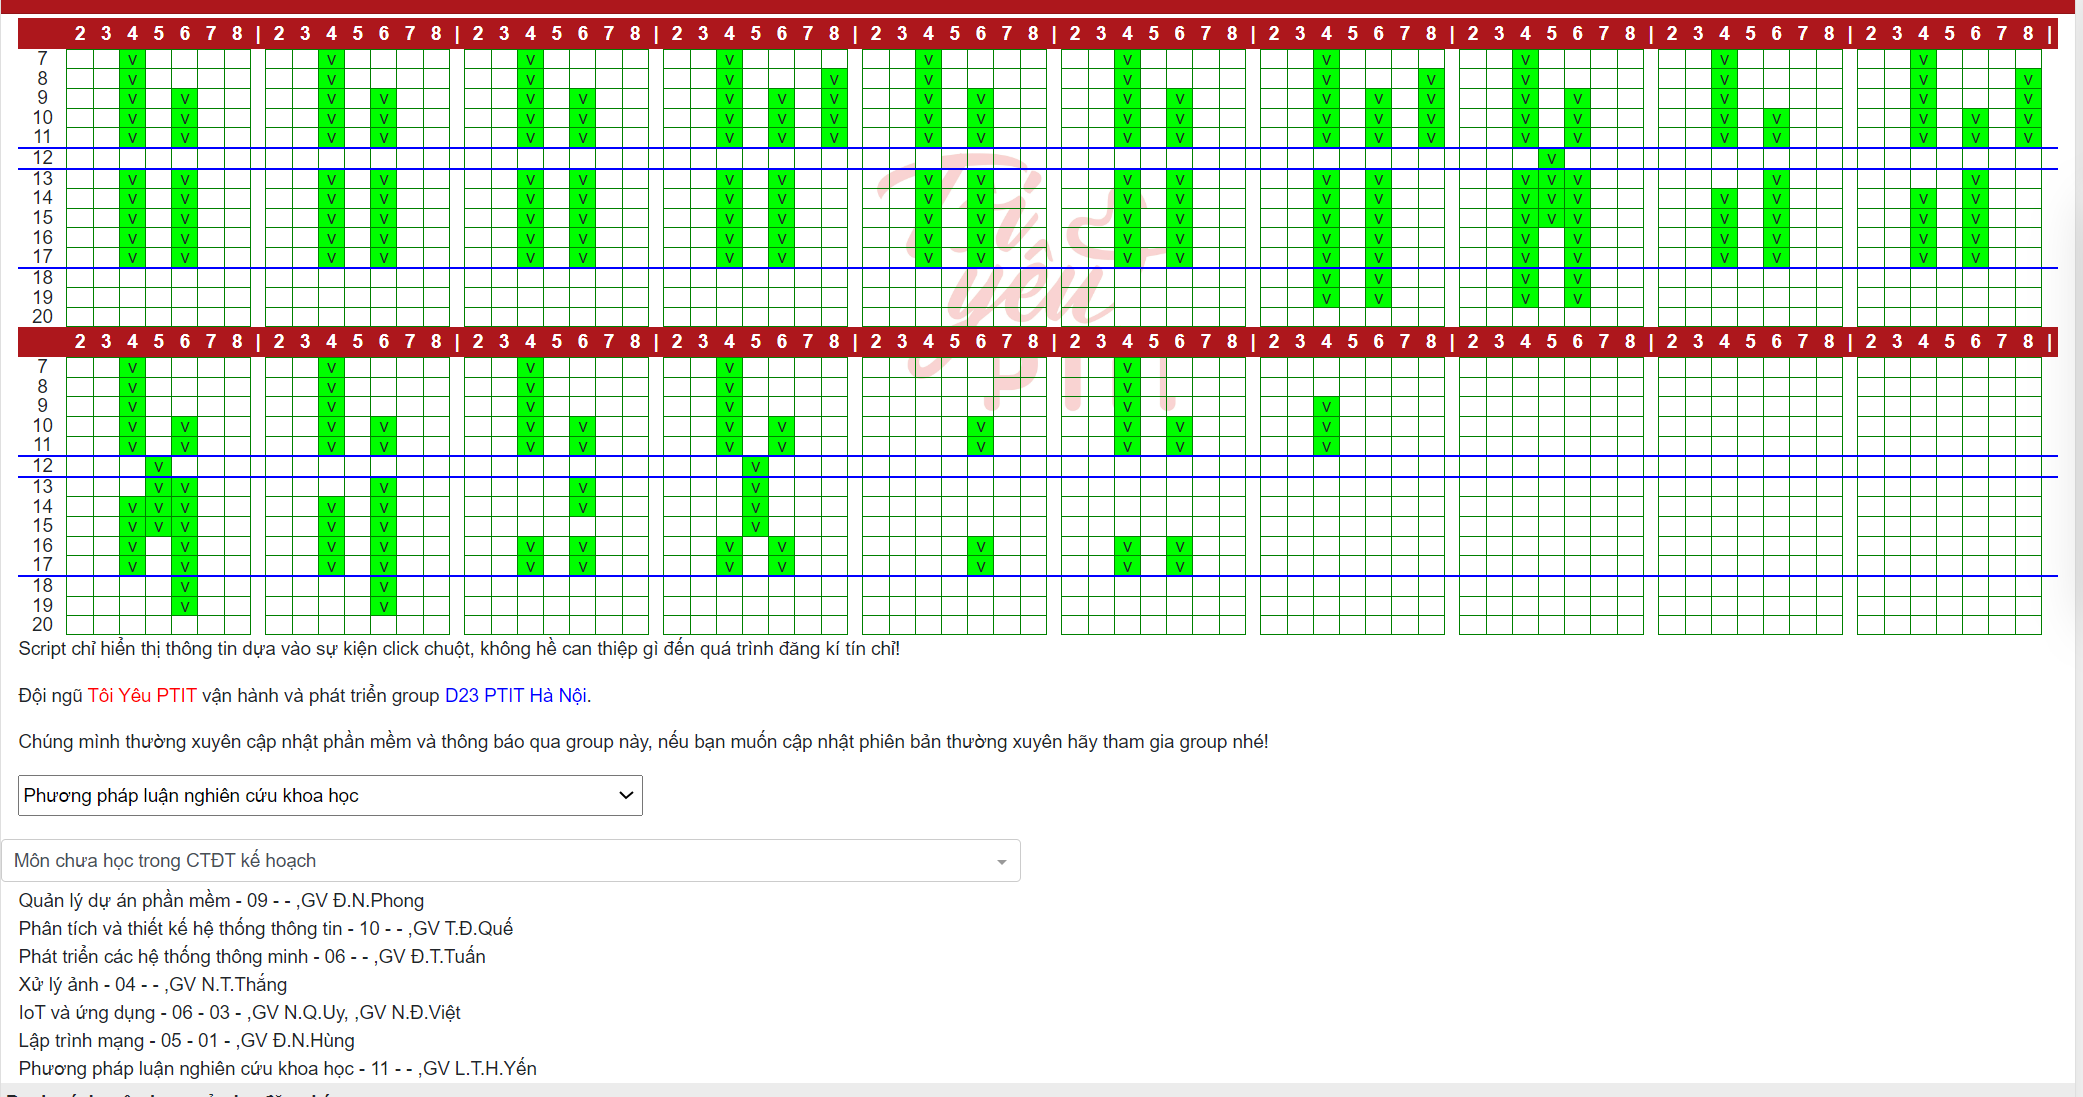 2 3 4 5 6 7 8 | 2 3 4 5 6 7 8 | 2 3 4 5 6 7 8 | 2 3 4 5 6 7 8 | 2 3 4 5 6 7 8 | 2 3 4 5 6 7 8 | 2 3 4 5 6 7 8 | 2 3 4 5 6 7 8 | 2 3 4 5 6 7 8 | 2 3 4 5 6 7 8 |
7 V V V V V V V V V V
8 V V V V V V V V V V V V V
9 V V V V V V V V V V V V V V V V V V V V V
10 V V V V V V V V V V V V V V V V V V V V V V V
11 V V V V V V V V V V V V V V V V V V V V V V V
12 V
13 V V V V V V V V V V V V V V V V V V V
14 V V V V V V V V V V V V V V V V V V V V V
15 V V V V V V V V V V V V V V V V V V V V V
16 V V V V V V V V V V V V V V V V V V V V
17 V V V V V V V V V V V V V V V V V V V V
18 V V V V
19 V V V V
20
Tôi
yêu
PTIT
2 3 4 5 6 7 8 | 2 3 4 5 6 7 8 | 2 3 4 5 6 7 8 | 2 3 4 5 6 7 8 | 2 3 4 5 6 7 8 | 2 3 4 5 6 7 8 | 2 3 4 5 6 7 8 | 2 3 4 5 6 7 8 | 2 3 4 5 6 7 8 | 2 3 4 5 6 7 8 |
7 V V V V V
8 V V V V V
9 V V V V V V
10 V V V V V V V V V V V V
11 V V V V V V V V V V V V
12 V V
13 V V V V V
14 V V V V V V V
15 V V V V V V
16 V V V V V V V V V V V
17 V V V V V V V V V V V
18 V V
19 V V
20
Script chỉ hiển thị thông tin dựa vào sự kiện click chuột, không hề can thiệp gì đến quá trình đăng kí tín chỉ!
Đội ngũ Tôi Yêu PTIT vận hành và phát triển group D23 PTIT Hà Nội.
Chúng mình thường xuyên cập nhật phần mềm và thông báo qua group này, nếu bạn muốn cập nhật phiên bản thường xuyên hãy tham gia group nhé!
Phương pháp luận nghiên cứu khoa học
Môn chưa học trong CTĐT kế hoạch
Quản lý dự án phần mềm - 09 - - ,GV Đ.N.Phong
Phân tích và thiết kế hệ thống thông tin - 10 - - ,GV T.Đ.Quế
Phát triển các hệ thống thông minh - 06 - - ,GV Đ.T.Tuấn
Xử lý ảnh - 04 - - ,GV N.T.Thắng
IoT và ứng dụng - 06 - 03 - ,GV N.Q.Uy, ,GV N.Đ.Việt
Lập trình mạng - 05 - 01 - ,GV Đ.N.Hùng
Phương pháp luận nghiên cứu khoa học - 11 - - ,GV L.T.H.Yến